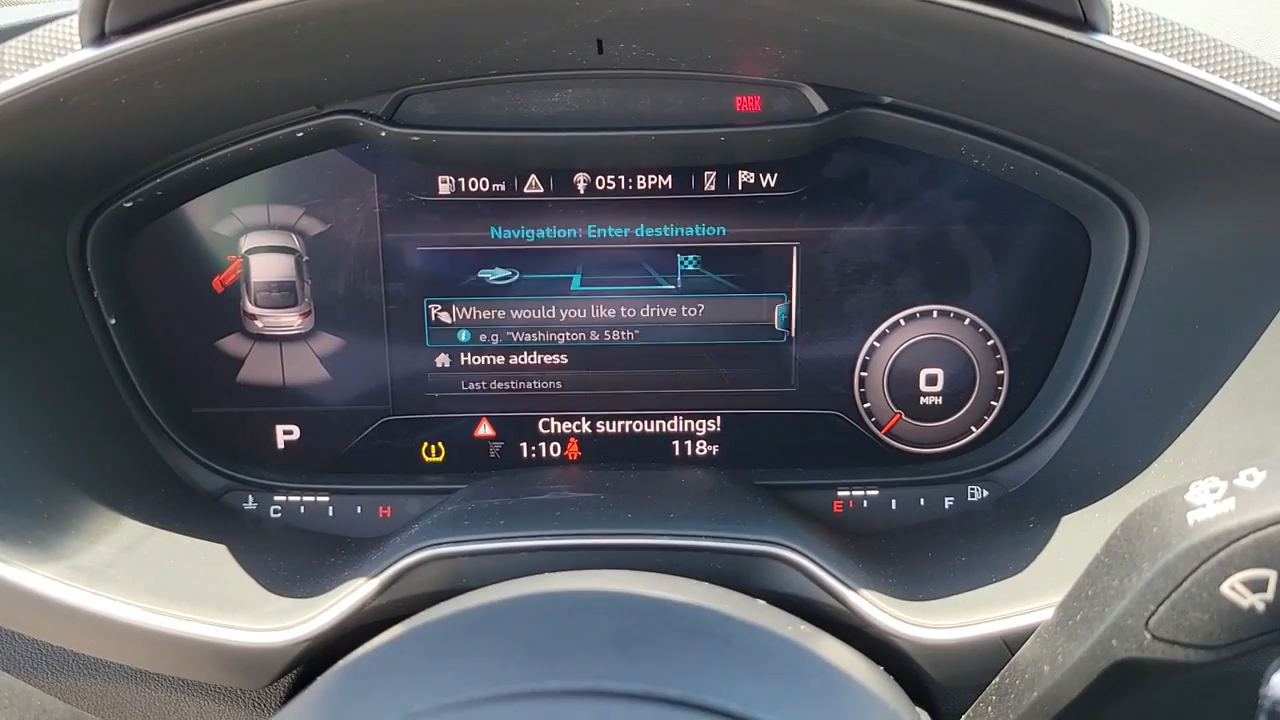 PARK
100 mi 051: BPM W
Navigation: Enter destination
Where would you like to drive to?
i e.g. "Washington & 58th"
Home address
Last destinations
0
MPH
P
Check surroundings!
1:10 118°F
C H
E F